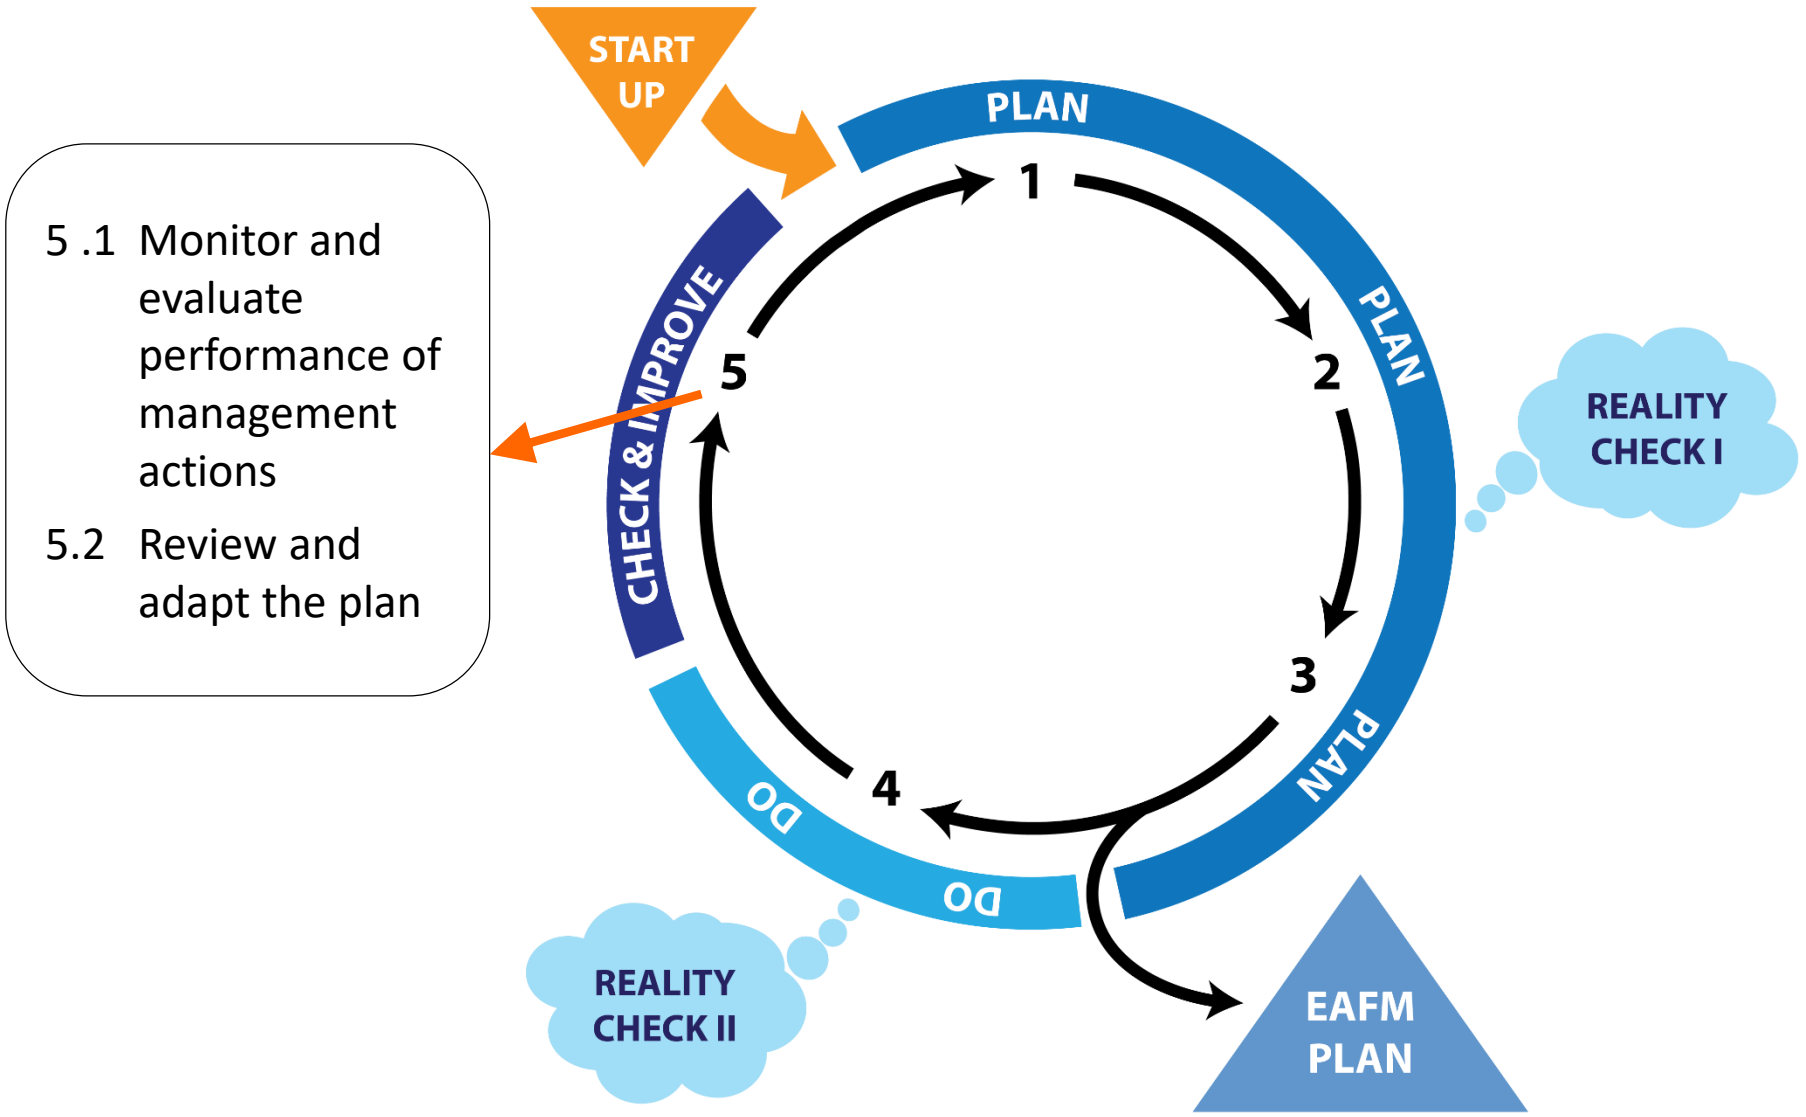 START
UP
PLAN
1
5 .1 Monitor and
evaluate
performance of
management
actions
5.2 Review and
adapt the plan
CHECK & IMPROVE
5
2
PLAN
REALITY
CHECK I
3
PLAN
4
DO
DO
REALITY
CHECK II
EAFM
PLAN